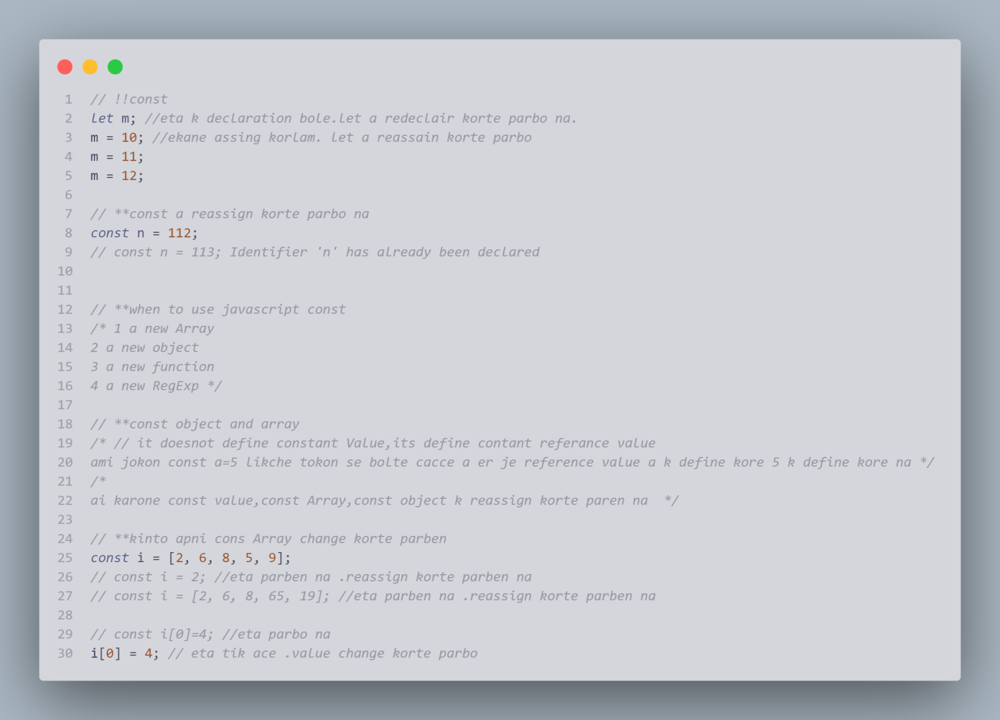 1 // !!const
2 let m; //eta k declaration bole.let a redeclair korte parbo na.
3 m = 10; //ekane assing korlam. let a reassain korte parbo
4 m = 11;
5 m = 12;
6
7 // **const a reassign korte parbo na
8 const n = 112;
9 // const n = 113; Identifier 'n' has already been declared
10
11
12 // **when to use javascript const
13 /* 1 a new Array
14 2 a new object
15 3 a new function
16 4 a new RegExp */
17
18 // **const object and array
19 /* // it doesnot define constant Value,its define contant referance value
20 ami jokon const a=5 likche tokon se bolte cacce a er je reference value a k define kore 5 k define kore na */
21 /*
22 ai karone const value,const Array,const object k reassign korte paren na  */
23
24 // **kinto apni cons Array change korte parben
25 const i = [2, 6, 8, 5, 9];
26 // const i = 2; //eta parben na .reassign korte parben na
27 // const i = [2, 6, 8, 65, 19]; //eta parben na .reassign korte parben na
28
29 // const i[0]=4; //eta parbo na
30 i[0] = 4; // eta tik ace .value change korte parbo